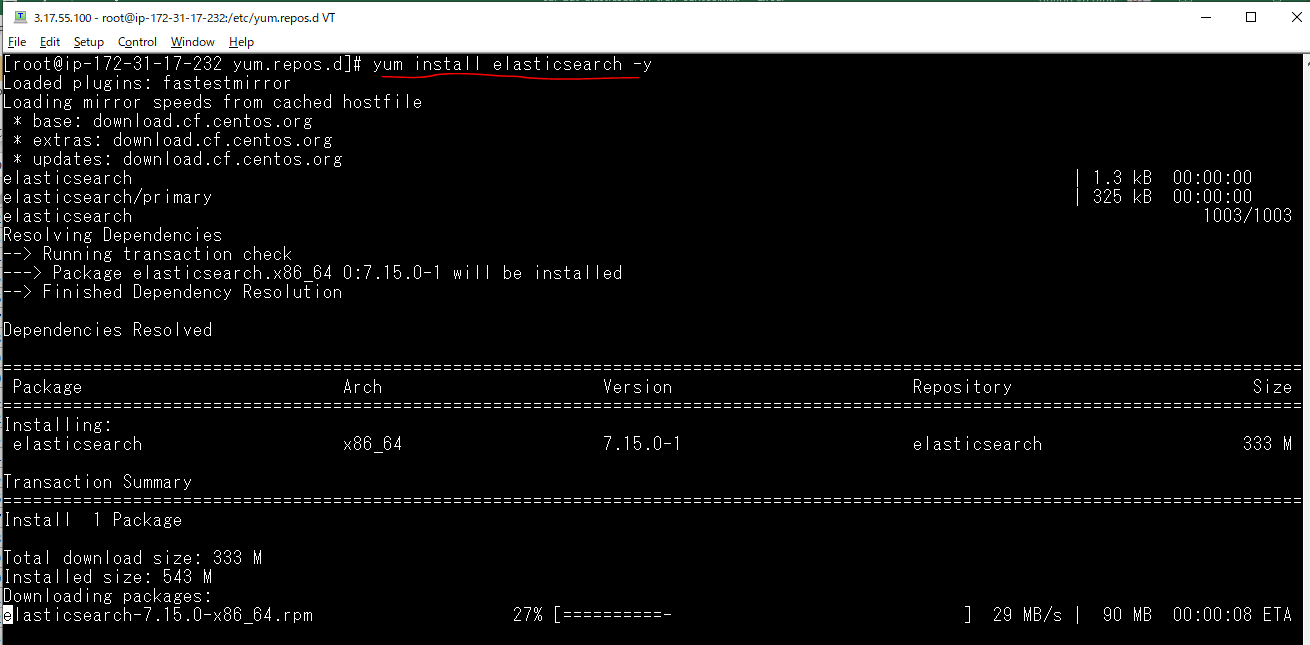 3.17.55.100 - root@ip-172-31-17-232:/etc/yum.repos.d VT
File Edit Setup Control Window Help
[root@ip-172-31-17-232 yum.repos.d]# yum install elasticsearch -y
Loaded plugins: fastestmirror
Loading mirror speeds from cached hostfile
* base: download.cf.centos.org
* extras: download.cf.centos.org
* updates: download.cf.centos.org
elasticsearch | 1.3 kB 00:00:00
elasticsearch/primary | 325 kB 00:00:00
elasticsearch 1003/1003
Resolving Dependencies
--> Running transaction check
---> Package elasticsearch.x86_64 0:7.15.0-1 will be installed
--> Finished Dependency Resolution
Dependencies Resolved
Package Arch Version Repository Size
Installing:
elasticsearch x86_64 7.15.0-1 elasticsearch 333 M
Transaction Summary
Install 1 Package
Total download size: 333 M
Installed size: 543 M
Downloading packages:
elasticsearch-7.15.0-x86_64.rpm 27% [==========- ] 29 MB/s | 90 MB 00:00:08 ETA